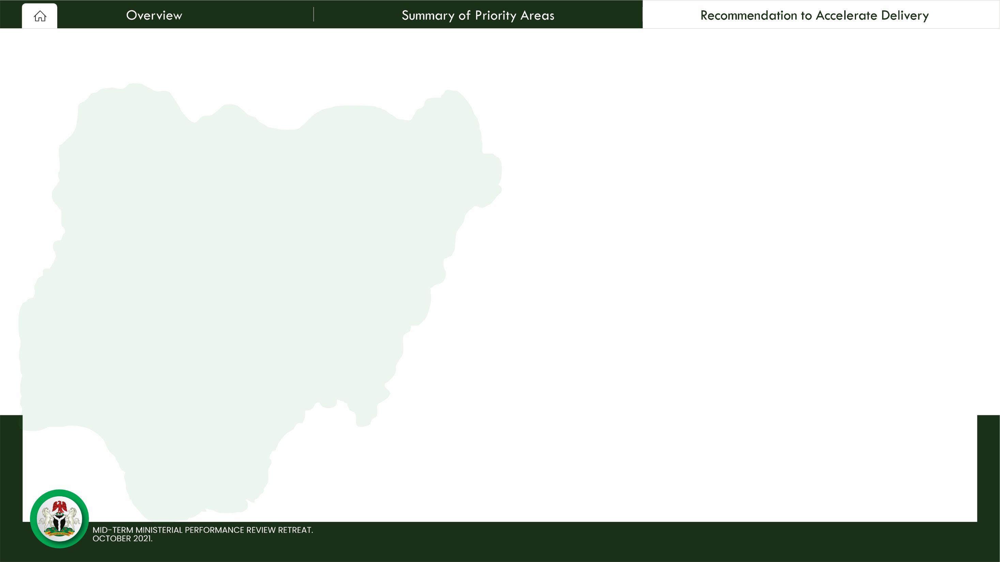 Overview
Summary of Priority Areas
Recommendation to Accelerate Delivery
MID-TERM MINISTERIAL PERFORMANCE REVIEW RETREAT.
OCTOBER 2021.